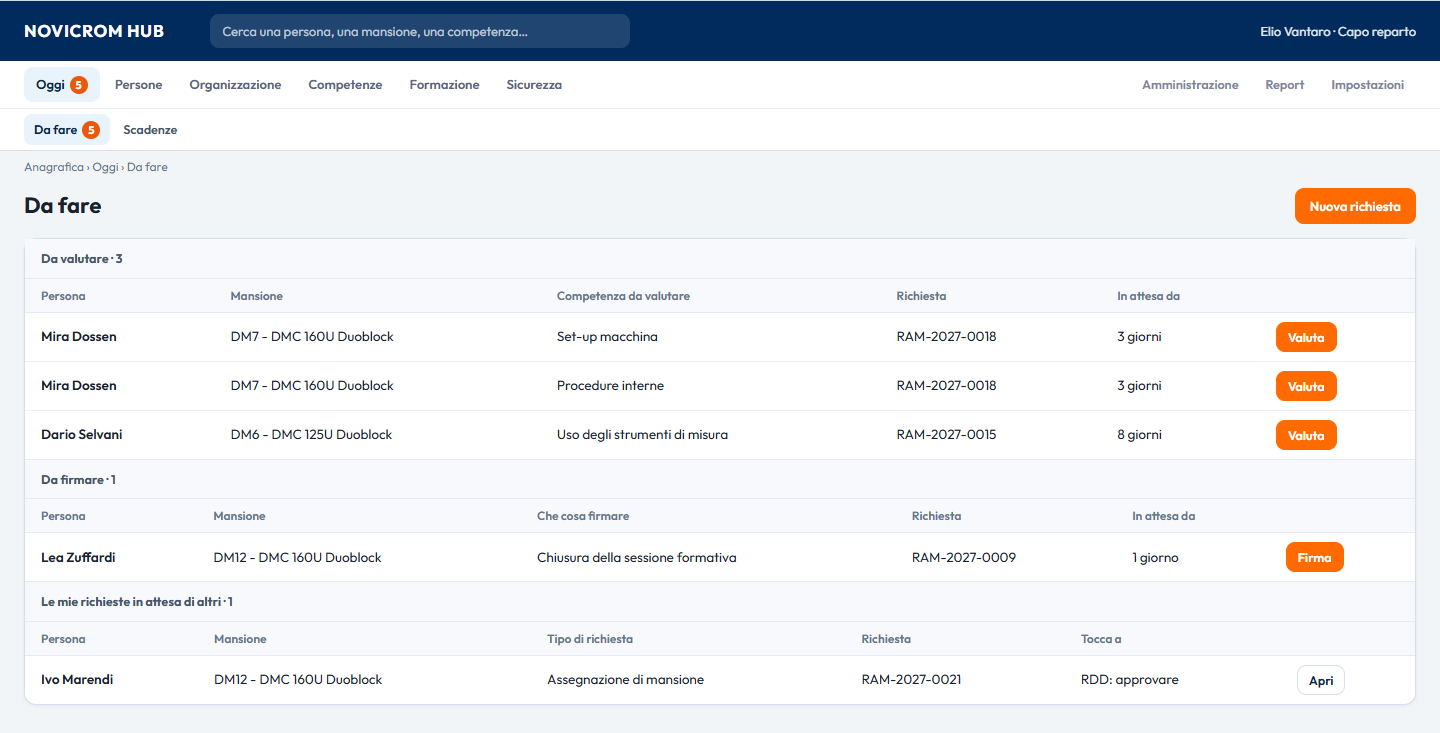 NOVICROM HUB Cerca una persona, una mansione, una competenza... Elio Vantaro · Capo reparto
Oggi 5 Persone Organizzazione Competenze Formazione Sicurezza Amministrazione Report Impostazioni
Da fare 5 Scadenze
Anagrafica › Oggi › Da fare
Da fare Nuova richiesta
Da valutare · 3
Persona Mansione Competenza da valutare Richiesta In attesa da
Mira Dossen DM7 - DMC 160U Duoblock Set-up macchina RAM-2027-0018 3 giorni Valuta
Mira Dossen DM7 - DMC 160U Duoblock Procedure interne RAM-2027-0018 3 giorni Valuta
Dario Selvani DM6 - DMC 125U Duoblock Uso degli strumenti di misura RAM-2027-0015 8 giorni Valuta
Da firmare · 1
Persona Mansione Che cosa firmare Richiesta In attesa da
Lea Zuffardi DM12 - DMC 160U Duoblock Chiusura della sessione formativa RAM-2027-0009 1 giorno Firma
Le mie richieste in attesa di altri · 1
Persona Mansione Tipo di richiesta Richiesta Tocca a
Ivo Marendi DM12 - DMC 160U Duoblock Assegnazione di mansione RAM-2027-0021 RDD: approvare Apri